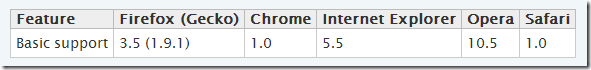 Feature Firefox (Gecko) Chrome Internet Explorer Opera Safari
Basic support 3.5 (1.9.1) 1.0 5.5 10.5 1.0